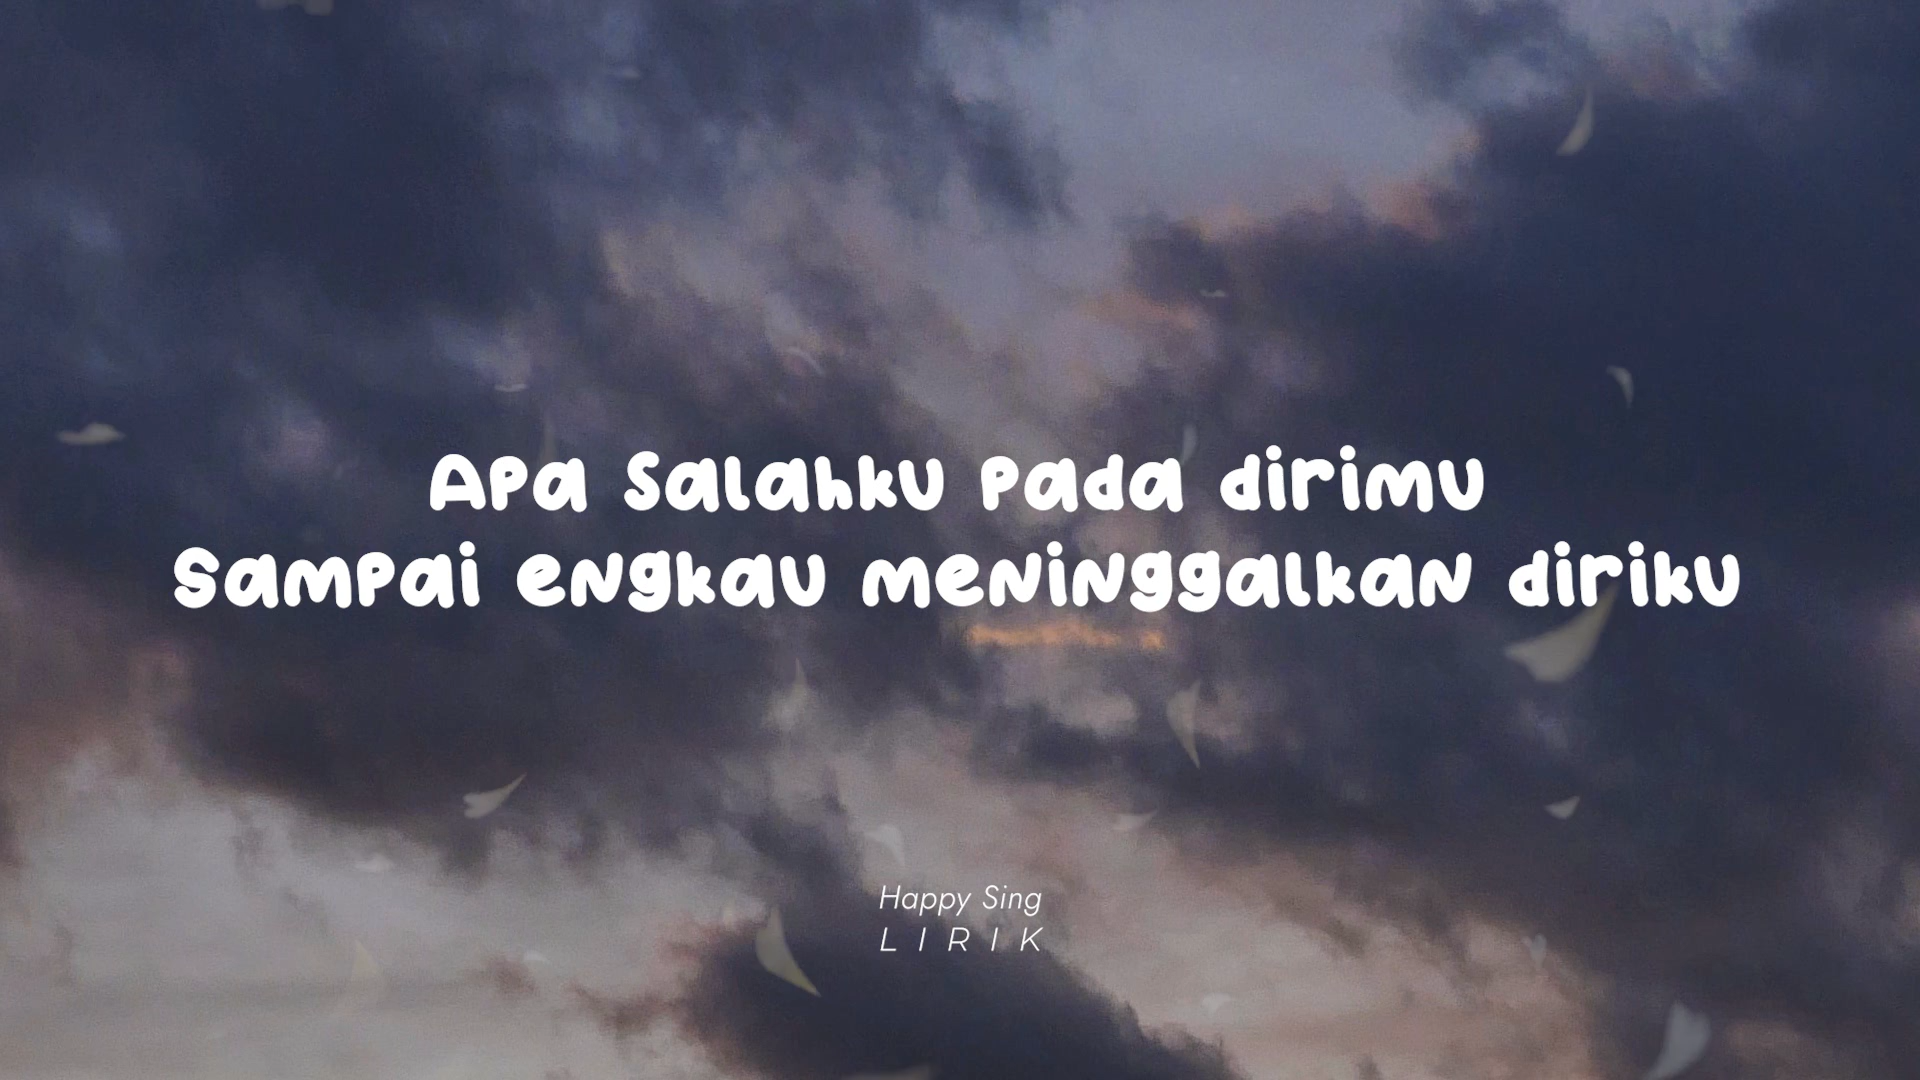 Apa Salahku pada dirimu
Sampai engkau meninggalkan diriku
Happy Sing
LIRIK